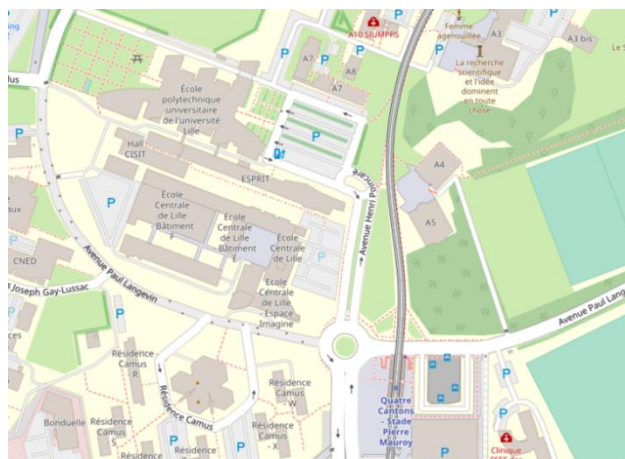 A10 SJUMPPS
Femme
agenouillée
A3
A3 bis
Le S
La recherche
scientifique
et l'idée
dominent
en toute
chose
A7
A8
A7
P
P
P
P
École
polytechnique
universitaire
de l'université
Lille
Hall
CISIT
ESPRIT
A4
A5
P
Avenue Henri Poincaré
École
Centrale
de Lille
Bâtiment
F
École
Centrale
de Lille
- Bâtiment
E
École
Centrale
de Lille
P
P
École
Centrale
de Lille
- Espace
Imagine
CNED
Avenue Paul Langevin
s Joseph Gay-Lussac
Avenue Paul Lange
P
Résidence
Camus - R
Résidence Camus
Résidence
Camus - W
Résidence
Camus
Résidence
Camus - X
Bonduelle
P
P
P
P
P
Quatre
Cantons
- Stade
Pierre
Mauroy
Clinique